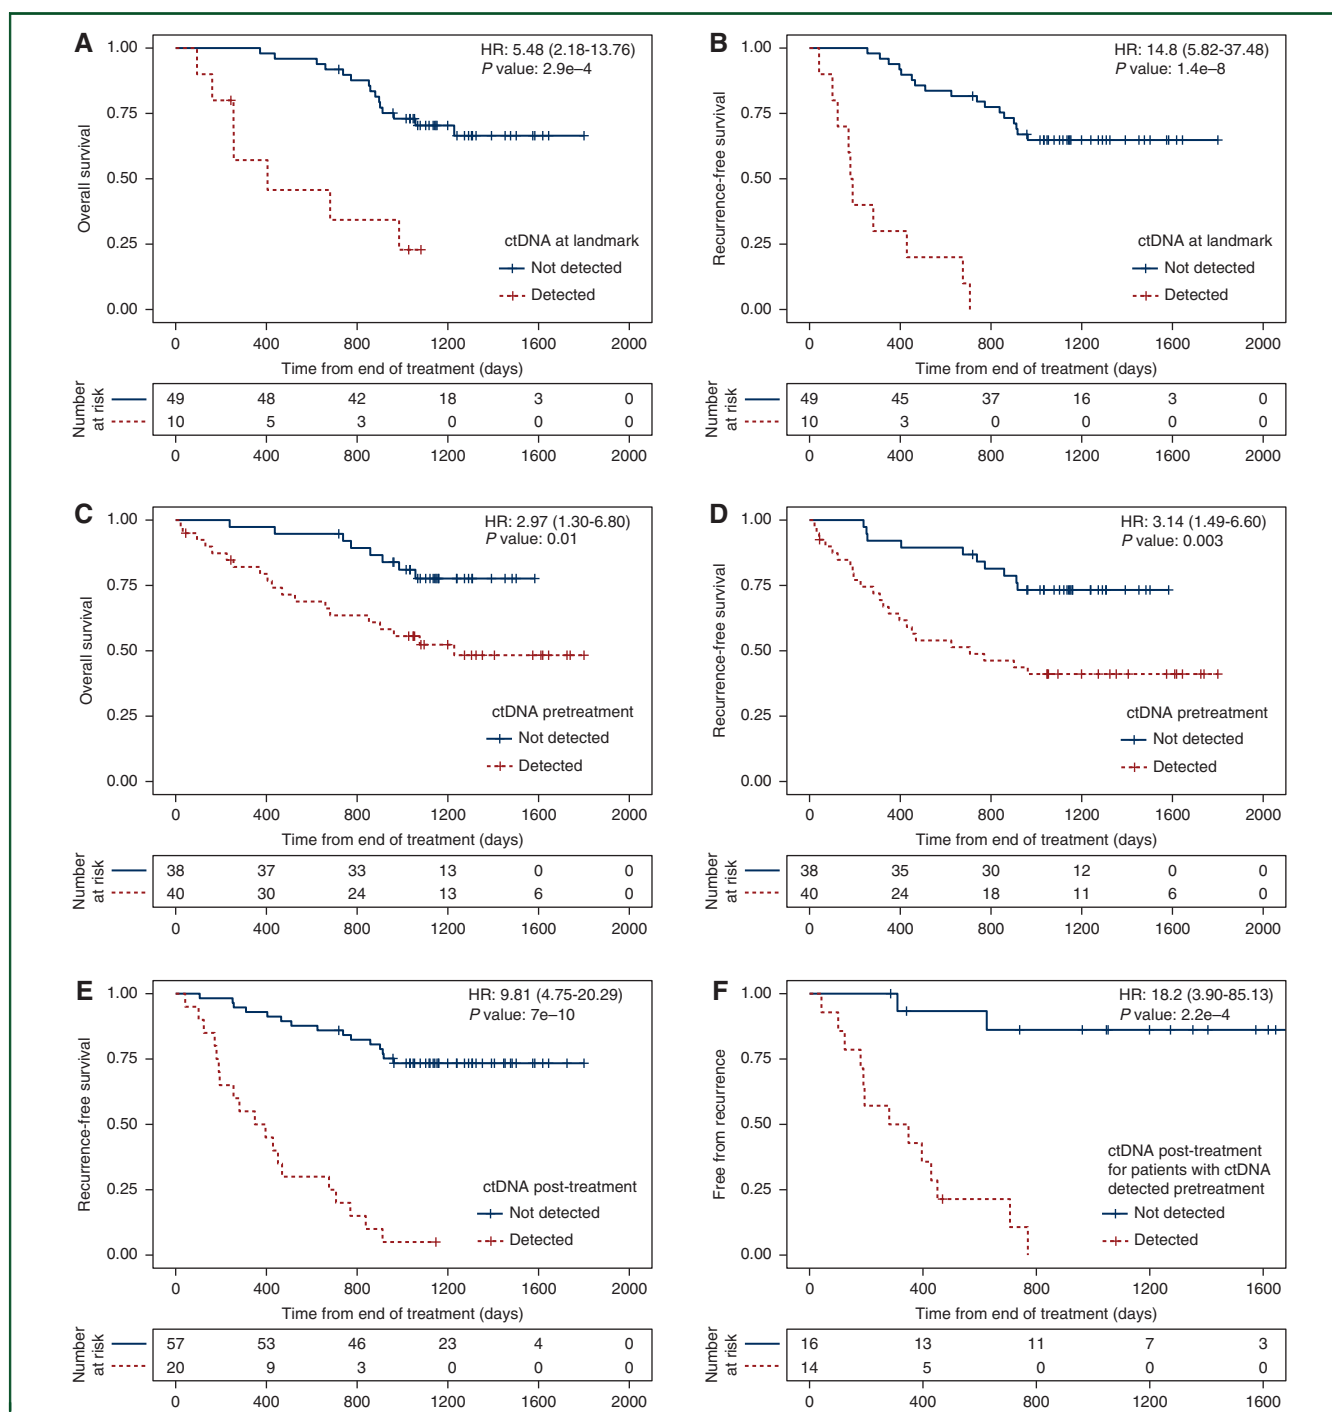 A
HR: 5.48 (2.18-13.76)
P value: 2.9e–4
Overall survival
1.00
0.75
0.50
0.25
0.00
ctDNA at landmark
Not detected
Detected
0 400 800 1200 1600 2000
Time from end of treatment (days)
Number at risk
49 48 42 18 3 0
10 5 3 0 0 0
0 400 800 1200 1600 2000
B
HR: 14.8 (5.82-37.48)
P value: 1.4e–8
Recurrence-free survival
1.00
0.75
0.50
0.25
0.00
ctDNA at landmark
Not detected
Detected
0 400 800 1200 1600 2000
Time from end of treatment (days)
Number at risk
49 45 37 16 3 0
10 3 0 0 0 0
0 400 800 1200 1600 2000
C
HR: 2.97 (1.30-6.80)
P value: 0.01
Overall survival
1.00
0.75
0.50
0.25
0.00
ctDNA pretreatment
Not detected
Detected
0 400 800 1200 1600 2000
Time from end of treatment (days)
Number at risk
38 37 33 13 0 0
40 30 24 13 6 0
0 400 800 1200 1600 2000
D
HR: 3.14 (1.49-6.60)
P value: 0.003
Recurrence-free survival
1.00
0.75
0.50
0.25
0.00
ctDNA pretreatment
Not detected
Detected
0 400 800 1200 1600 2000
Time from end of treatment (days)
Number at risk
38 35 30 12 0 0
40 24 18 11 6 0
0 400 800 1200 1600 2000
E
HR: 9.81 (4.75-20.29)
P value: 7e–10
Recurrence-free survival
1.00
0.75
0.50
0.25
0.00
ctDNA post-treatment
Not detected
Detected
0 400 800 1200 1600 2000
Time from end of treatment (days)
Number at risk
57 53 46 23 4 0
20 9 3 0 0 0
0 400 800 1200 1600 2000
F
HR: 18.2 (3.90-85.13)
P value: 2.2e–4
Free from recurrence
1.00
0.75
0.50
0.25
0.00
ctDNA post-treatment
for patients with ctDNA
detected pretreatment
Not detected
Detected
0 400 800 1200 1600
Time from end of treatment (days)
Number at risk
16 13 11 7 3
14 5 0 0 0
0 400 800 1200 1600